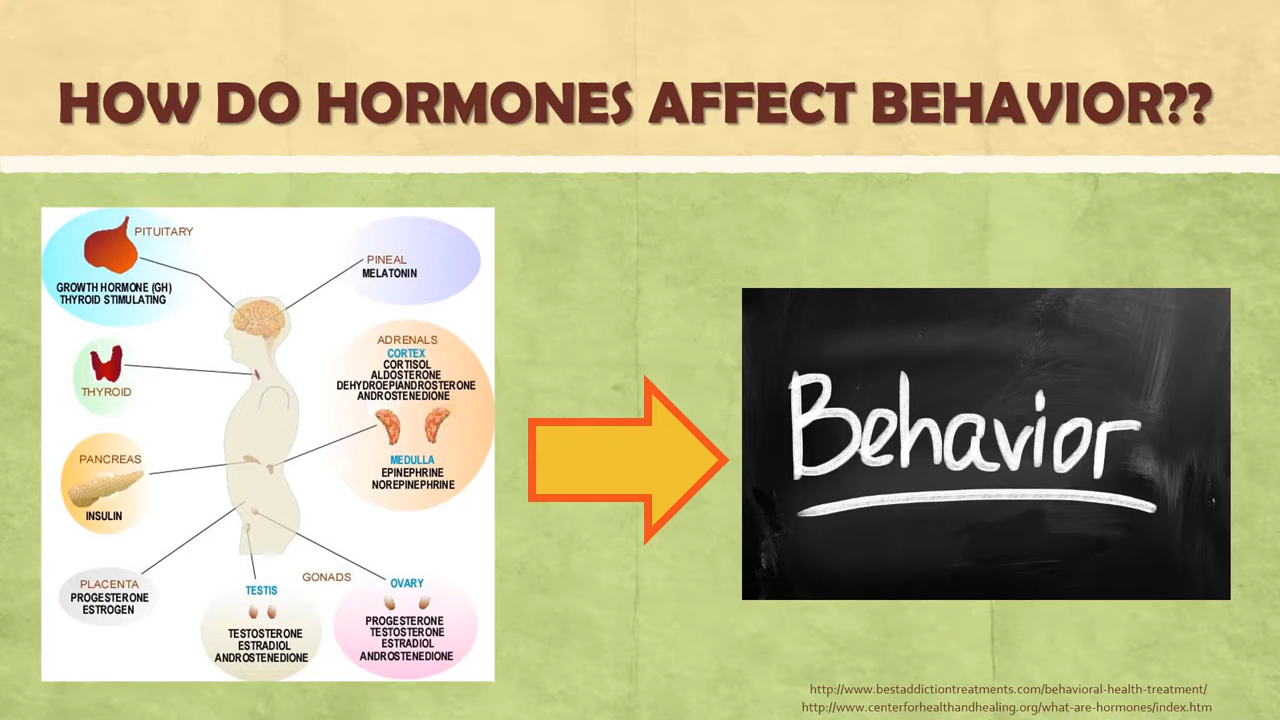 HOW DO HORMONES AFFECT BEHAVIOR??
PITUITARY
GROWTH HORMONE (GH)
THYROID STIMULATING
PINEAL
MELATONIN
THYROID
ADRENALS
CORTEX
CORTISOL
ALDOSTERONE
DEHYDROEPIANDROSTERONE
ANDROSTENEDIONE
MEDULLA
EPINEPHRINE
NOREPINEPHRINE
PANCREAS
INSULIN
PLACENTA
PROGESTERONE
ESTROGEN
GONADS
TESTIS
TESTOSTERONE
ESTRADIOL
ANDROSTENEDIONE
OVARY
PROGESTERONE
TESTOSTERONE
ESTRADIOL
ANDROSTENEDIONE
Behavior
http://www.bestaddictiontreatments.com/behavioral-health-treatment/
http://www.centerforhealthandhealing.org/what-are-hormones/index.htm